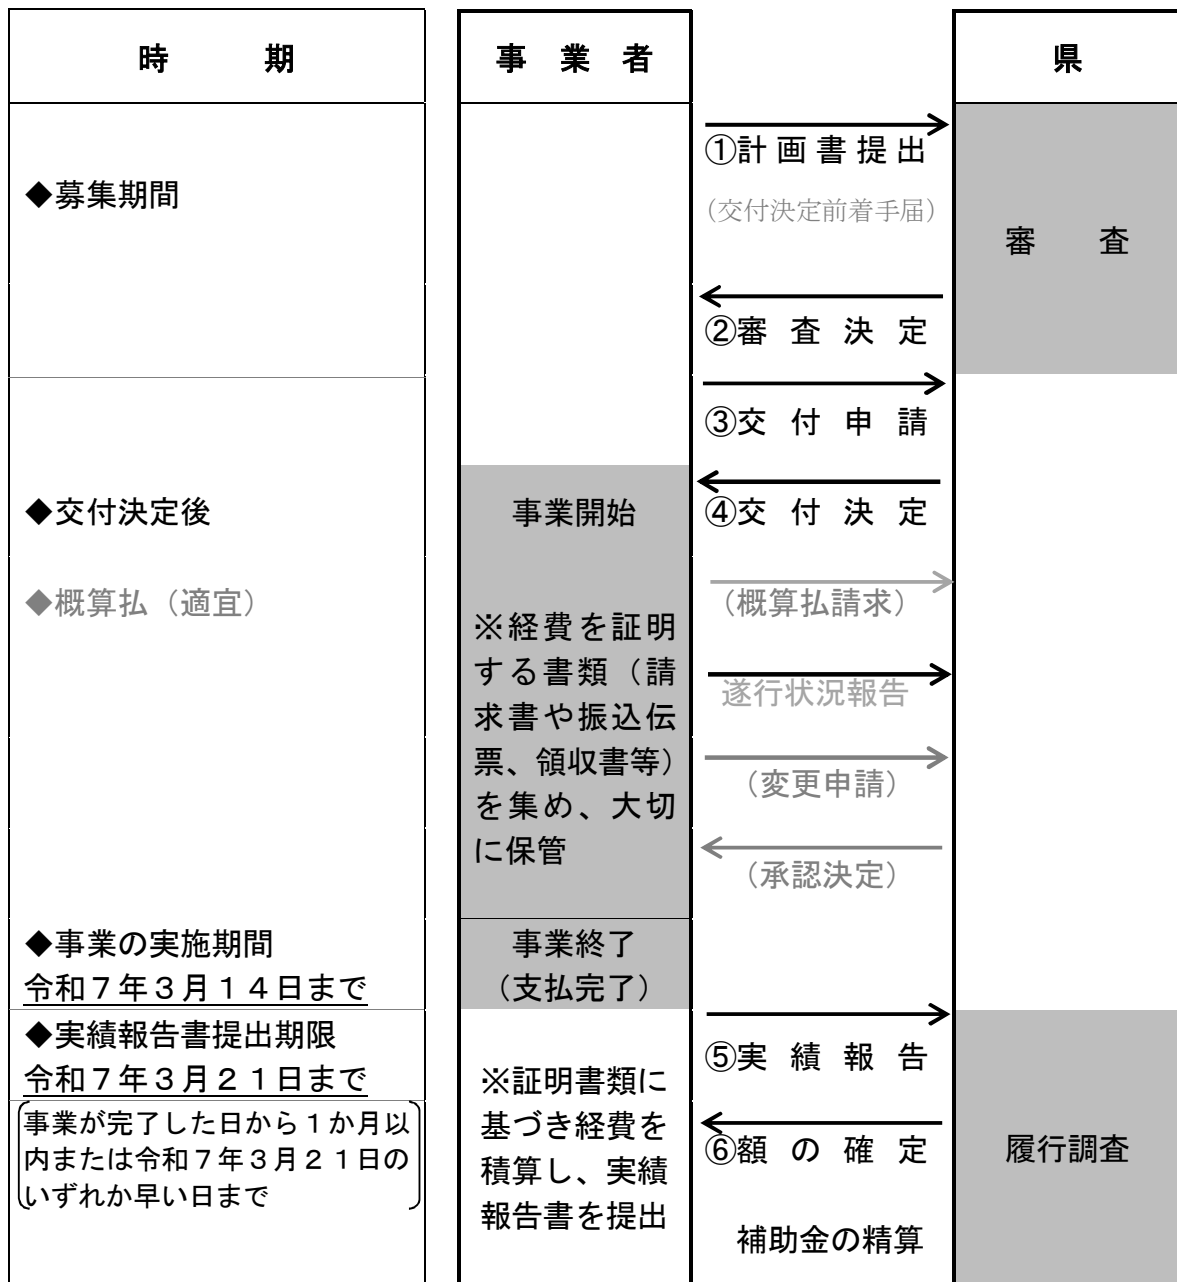 時　期
事　業　者
県
①計画書提出
◆募集期間
（交付決定前着手届）
審　査
②審査決定
③交付申請
◆交付決定後
事業開始
④交付決定
◆概算払（適宜）
（概算払請求）
※経費を証明
する書類（請
求書や振込伝
票、領収書等）
を集め、大切
に保管
遂行状況報告
（変更申請）
（承認決定）
◆事業の実施期間
令和７年３月１４日まで
事業終了
（支払完了）
◆実績報告書提出期限
令和７年３月２１日まで
事業が完了した日から１か月以
内または令和７年３月２１日の
いずれか早い日まで
※証明書類に
基づき経費を
積算し、実績
報告書を提出
⑤実績報告
⑥額の確定
補助金の精算
履行調査